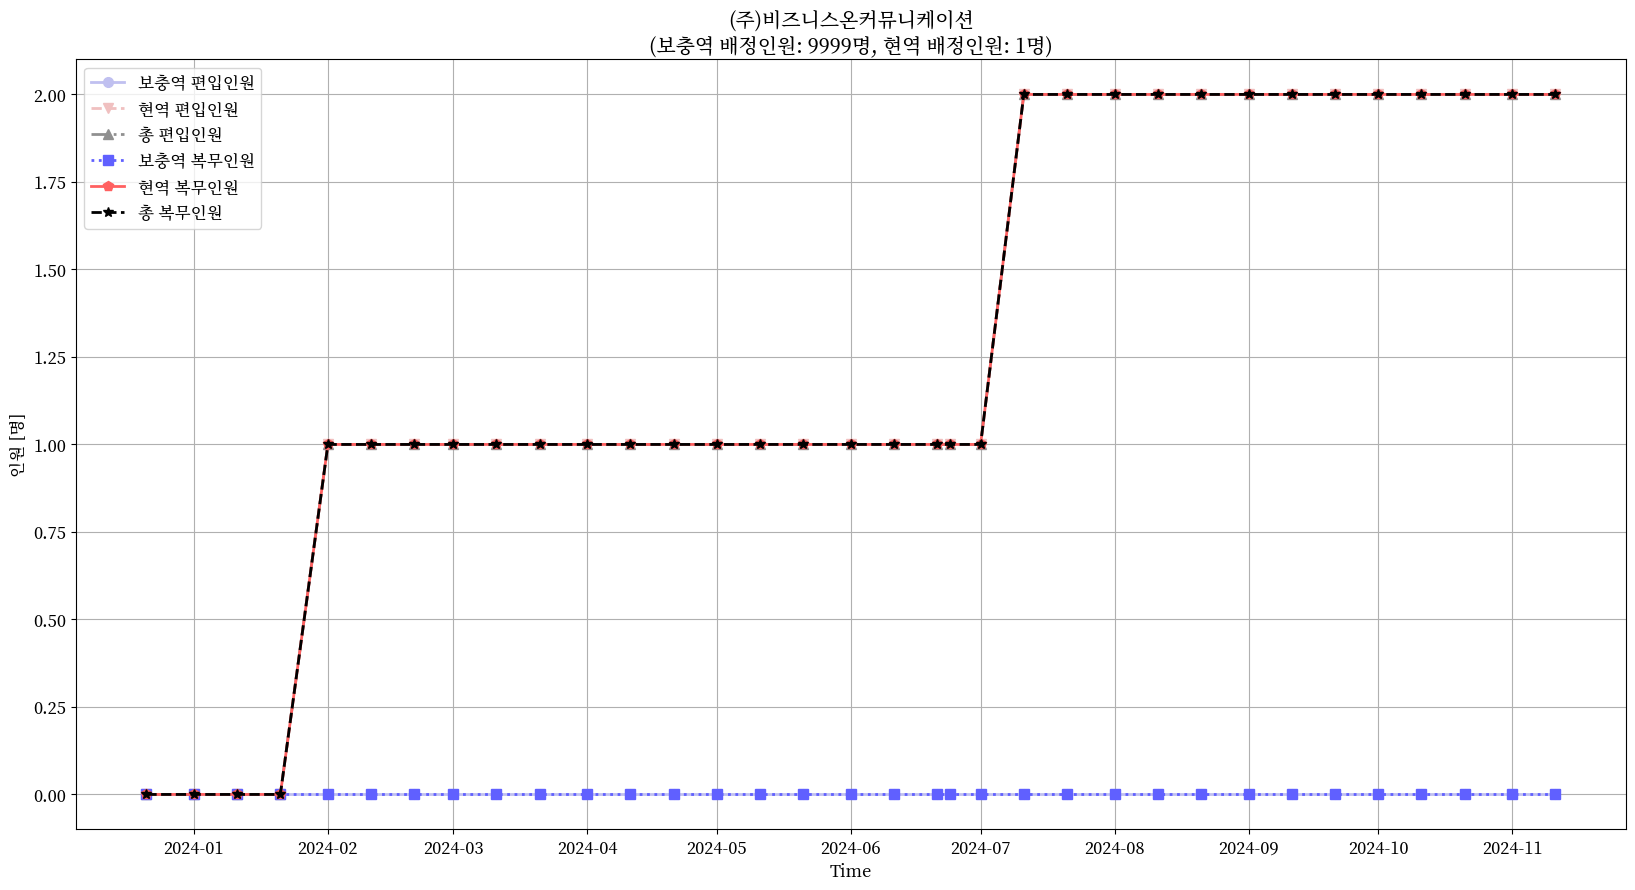 (주)비즈니스온커뮤니케이션
(보충역 배정인원: 9999명, 현역 배정인원: 1명)
보충역 편입인원
현역 편입인원
총 편입인원
보충역 복무인원
현역 복무인원
총 복무인원
2.00
1.75
1.50
1.25
1.00
0.75
0.50
0.25
0.00
인원 [명]
2024-01 2024-02 2024-03 2024-04 2024-05 2024-06 2024-07 2024-08 2024-09 2024-10 2024-11
Time